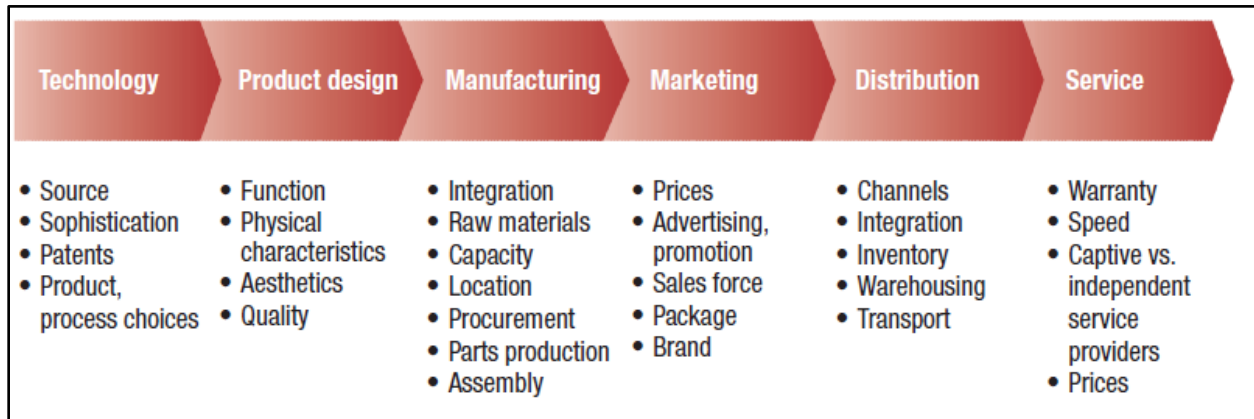 Technology
Product design
Manufacturing
Marketing
Distribution
Service
• Source
• Sophistication
• Patents
• Product,
process choices
• Function
• Physical
characteristics
• Aesthetics
• Quality
• Integration
• Raw materials
• Capacity
• Location
• Procurement
• Parts production
• Assembly
• Prices
• Advertising,
promotion
• Sales force
• Package
• Brand
• Channels
• Integration
• Inventory
• Warehousing
• Transport
• Warranty
• Speed
• Captive vs.
independent
service
providers
• Prices